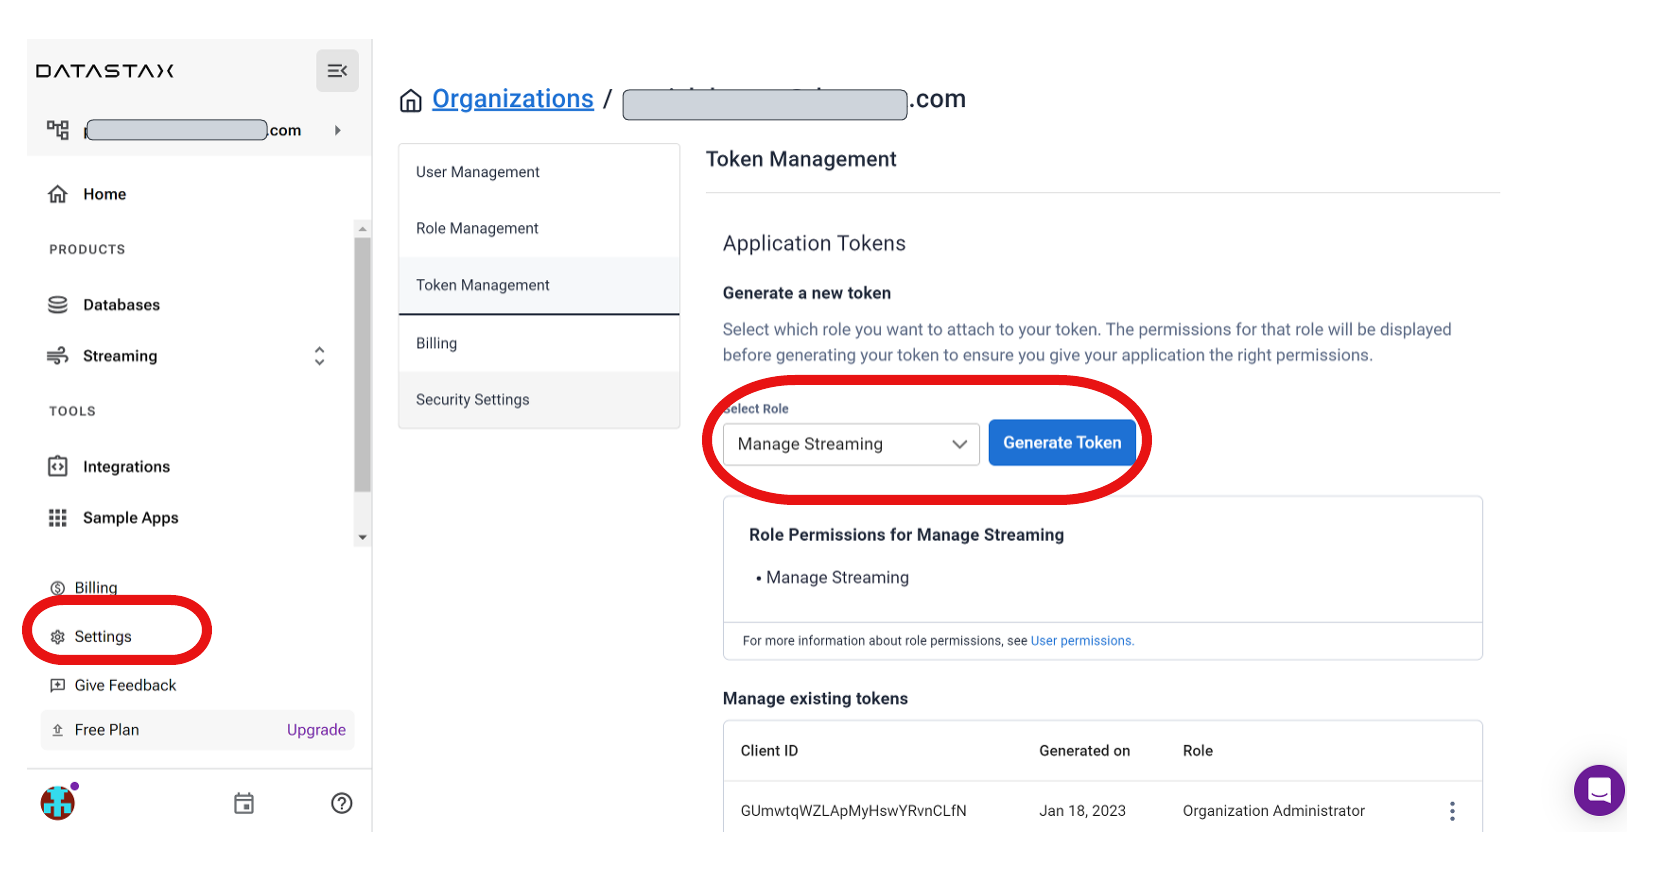 DATASTAX
.com
Home
PRODUCTS
Databases
Streaming
TOOLS
Integrations
Sample Apps
Billing
Settings
Give Feedback
Free Plan Upgrade
Organizations / .com
User Management
Role Management
Token Management
Billing
Security Settings
Token Management
Application Tokens
Generate a new token
Select which role you want to attach to your token. The permissions for that role will be displayed
before generating your token to ensure you give your application the right permissions.
Select Role
Manage Streaming
Generate Token
Role Permissions for Manage Streaming
• Manage Streaming
For more information about role permissions, see User permissions.
Manage existing tokens
Client ID Generated on Role
GUmwtqWZLApMyHswYRvnCLfN Jan 18, 2023 Organization Administrator